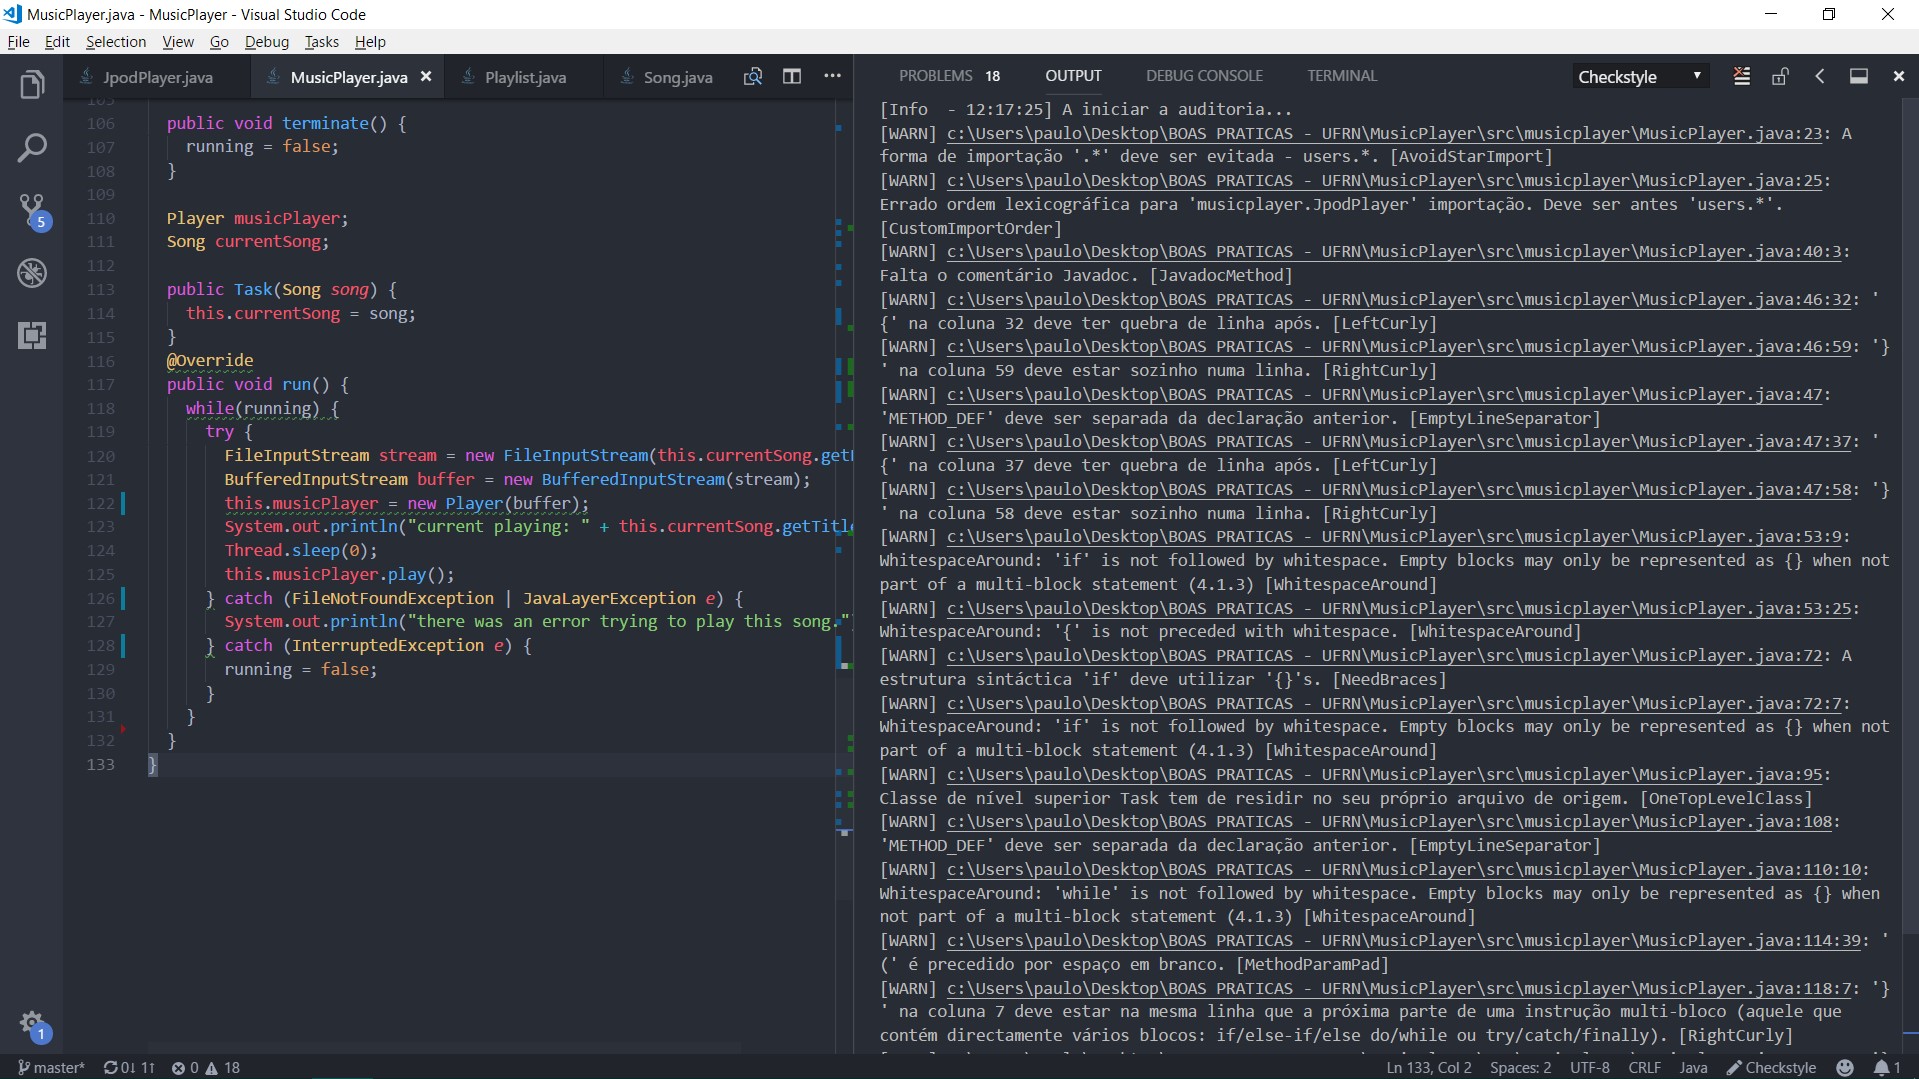 MusicPlayer.java - MusicPlayer - Visual Studio Code
File Edit Selection View Go Debug Tasks Help
JpodPlayer.java MusicPlayer.java Playlist.java Song.java
106 public void terminate() {
107 running = false;
108 }
109
110 Player musicPlayer;
111 Song currentSong;
112
113 public Task(Song song) {
114 this.currentSong = song;
115 }
116 @Override
117 public void run() {
118 while(running) {
119 try {
120 FileInputStream stream = new FileInputStream(this.currentSong.get
121 BufferedInputStream buffer = new BufferedInputStream(stream);
122 this.musicPlayer = new Player(buffer);
123 System.out.println("current playing: " + this.currentSong.getTitl
124 Thread.sleep(0);
125 this.musicPlayer.play();
126 } catch (FileNotFoundException | JavaLayerException e) {
127 System.out.println("there was an error trying to play this song."
128 } catch (InterruptedException e) {
129 running = false;
130 }
131 }
132 }
133 }
PROBLEMS 18 OUTPUT DEBUG CONSOLE TERMINAL Checkstyle
[Info  - 12:17:25] A iniciar a auditoria...
[WARN] c:\Users\paulo\Desktop\BOAS PRATICAS - UFRN\MusicPlayer\src\musicplayer\MusicPlayer.java:23: A
forma de importação '.*' deve ser evitada - users.*. [AvoidStarImport]
[WARN] c:\Users\paulo\Desktop\BOAS PRATICAS - UFRN\MusicPlayer\src\musicplayer\MusicPlayer.java:25:
Errado ordem lexicográfica para 'musicplayer.JpodPlayer' importação. Deve ser antes 'users.*'.
[CustomImportOrder]
[WARN] c:\Users\paulo\Desktop\BOAS PRATICAS - UFRN\MusicPlayer\src\musicplayer\MusicPlayer.java:40:3:
Falta o comentário Javadoc. [JavadocMethod]
[WARN] c:\Users\paulo\Desktop\BOAS PRATICAS - UFRN\MusicPlayer\src\musicplayer\MusicPlayer.java:46:32: '
{' na coluna 32 deve ter quebra de linha após. [LeftCurly]
[WARN] c:\Users\paulo\Desktop\BOAS PRATICAS - UFRN\MusicPlayer\src\musicplayer\MusicPlayer.java:46:59: '}
' na coluna 59 deve estar sozinho numa linha. [RightCurly]
[WARN] c:\Users\paulo\Desktop\BOAS PRATICAS - UFRN\MusicPlayer\src\musicplayer\MusicPlayer.java:47:
'METHOD_DEF' deve ser separada da declaração anterior. [EmptyLineSeparator]
[WARN] c:\Users\paulo\Desktop\BOAS PRATICAS - UFRN\MusicPlayer\src\musicplayer\MusicPlayer.java:47:37: '
{' na coluna 37 deve ter quebra de linha após. [LeftCurly]
[WARN] c:\Users\paulo\Desktop\BOAS PRATICAS - UFRN\MusicPlayer\src\musicplayer\MusicPlayer.java:47:58: '}
' na coluna 58 deve estar sozinho numa linha. [RightCurly]
[WARN] c:\Users\paulo\Desktop\BOAS PRATICAS - UFRN\MusicPlayer\src\musicplayer\MusicPlayer.java:53:9:
WhitespaceAround: 'if' is not followed by whitespace. Empty blocks may only be represented as {} when not
part of a multi-block statement (4.1.3) [WhitespaceAround]
[WARN] c:\Users\paulo\Desktop\BOAS PRATICAS - UFRN\MusicPlayer\src\musicplayer\MusicPlayer.java:53:25:
WhitespaceAround: '{' is not preceded with whitespace. [WhitespaceAround]
[WARN] c:\Users\paulo\Desktop\BOAS PRATICAS - UFRN\MusicPlayer\src\musicplayer\MusicPlayer.java:72: A
estrutura sintáctica 'if' deve utilizar '{}'s. [NeedBraces]
[WARN] c:\Users\paulo\Desktop\BOAS PRATICAS - UFRN\MusicPlayer\src\musicplayer\MusicPlayer.java:72:7:
WhitespaceAround: 'if' is not followed by whitespace. Empty blocks may only be represented as {} when not
part of a multi-block statement (4.1.3) [WhitespaceAround]
[WARN] c:\Users\paulo\Desktop\BOAS PRATICAS - UFRN\MusicPlayer\src\musicplayer\MusicPlayer.java:95:
Classe de nível superior Task tem de residir no seu próprio arquivo de origem. [OneTopLevelClass]
[WARN] c:\Users\paulo\Desktop\BOAS PRATICAS - UFRN\MusicPlayer\src\musicplayer\MusicPlayer.java:108:
'METHOD_DEF' deve ser separada da declaração anterior. [EmptyLineSeparator]
[WARN] c:\Users\paulo\Desktop\BOAS PRATICAS - UFRN\MusicPlayer\src\musicplayer\MusicPlayer.java:110:10:
WhitespaceAround: 'while' is not followed by whitespace. Empty blocks may only be represented as {} when
not part of a multi-block statement (4.1.3) [WhitespaceAround]
[WARN] c:\Users\paulo\Desktop\BOAS PRATICAS - UFRN\MusicPlayer\src\musicplayer\MusicPlayer.java:114:39: '
(' é precedido por espaço em branco. [MethodParamPad]
[WARN] c:\Users\paulo\Desktop\BOAS PRATICAS - UFRN\MusicPlayer\src\musicplayer\MusicPlayer.java:118:7: '}
' na coluna 7 deve estar na mesma linha que a próxima parte de uma instrução multi-bloco (aquele que
contém directamente vários blocos: if/else-if/else do/while ou try/catch/finally). [RightCurly]
5
1
master* 0↓ 1↑ 0 18 Ln 133, Col 2 Spaces: 2 UTF-8 CRLF Java Checkstyle 1